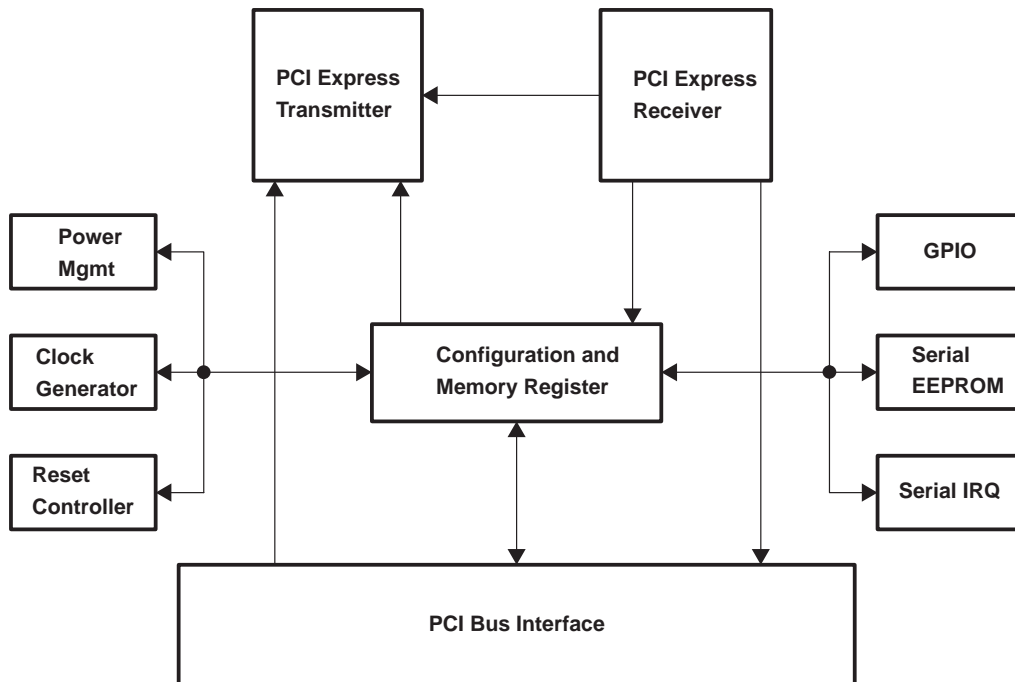 PCI Express
Transmitter
PCI Express
Receiver
Power
Mgmt
GPIO
Clock
Generator
Configuration and
Memory Register
Serial
EEPROM
Reset
Controller
Serial IRQ
PCI Bus Interface